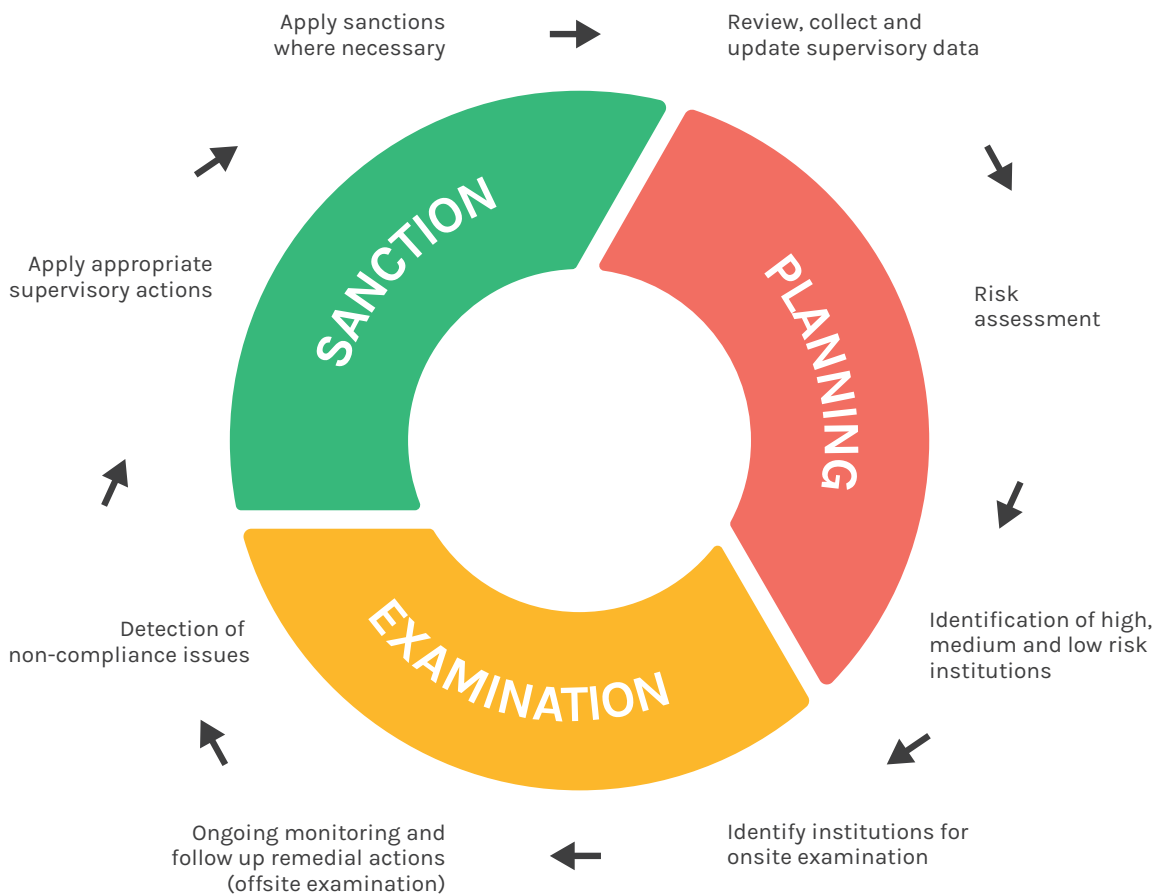 Apply sanctions
where necessary
Review, collect and
update supervisory data
Risk
assessment
Identification of high,
medium and low risk
institutions
Identify institutions for
onsite examination
Ongoing monitoring and
follow up remedial actions
(offsite examination)
Detection of
non-compliance issues
Apply appropriate
supervisory actions
SANCTION
PLANNING
EXAMINATION